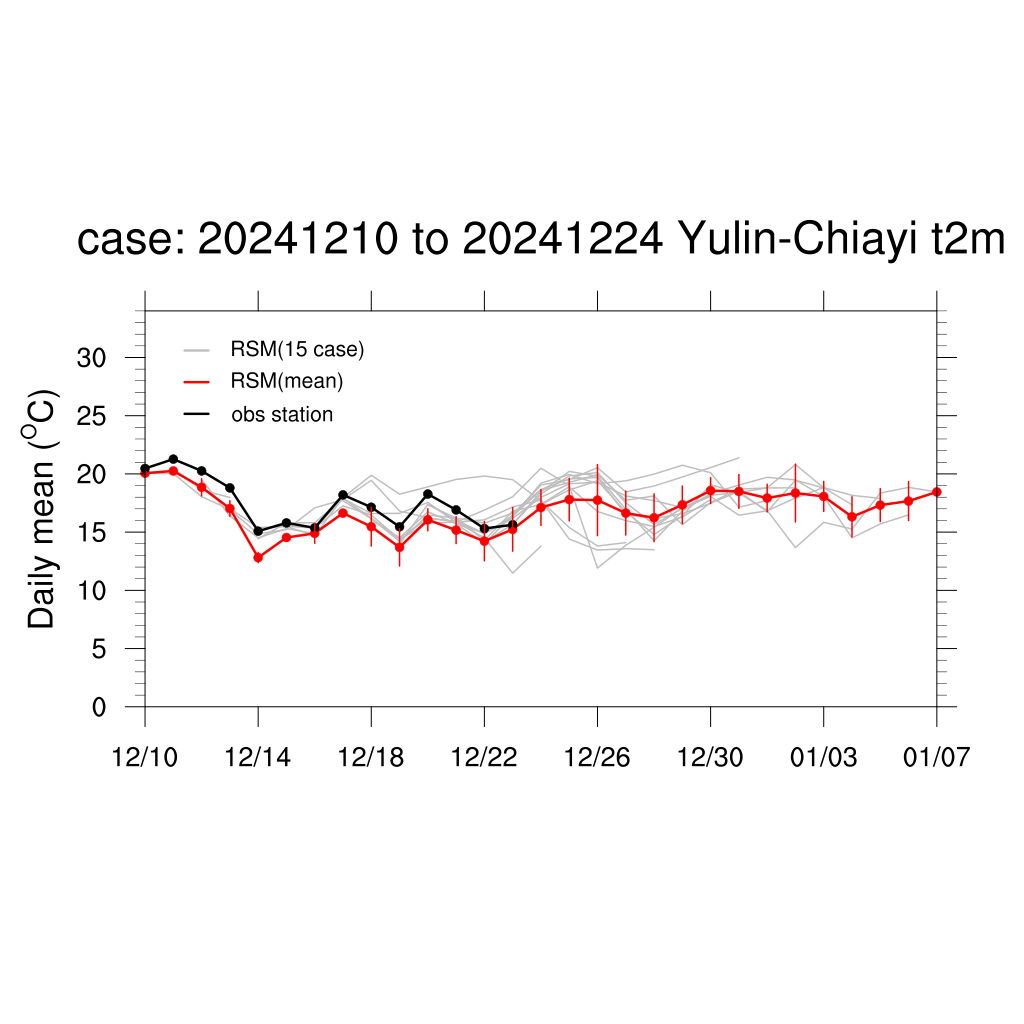 case: 20241210 to 20241224 Yulin-Chiayi t2m
RSM(15 case)
RSM(mean)
obs station
Daily mean (°C)
30
25
20
15
10
5
0
12/10 12/14 12/18 12/22 12/26 12/30 01/03 01/07